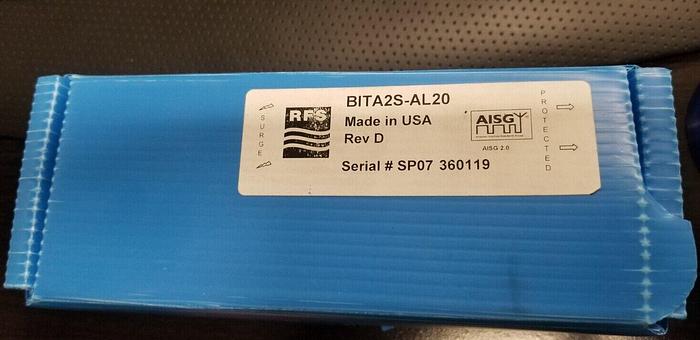 BITA2S-AL20
RFS
Made in USA
Rev D
Serial # SP07 360119
SURGE
AISG
AISG 2.0
PROTECTED